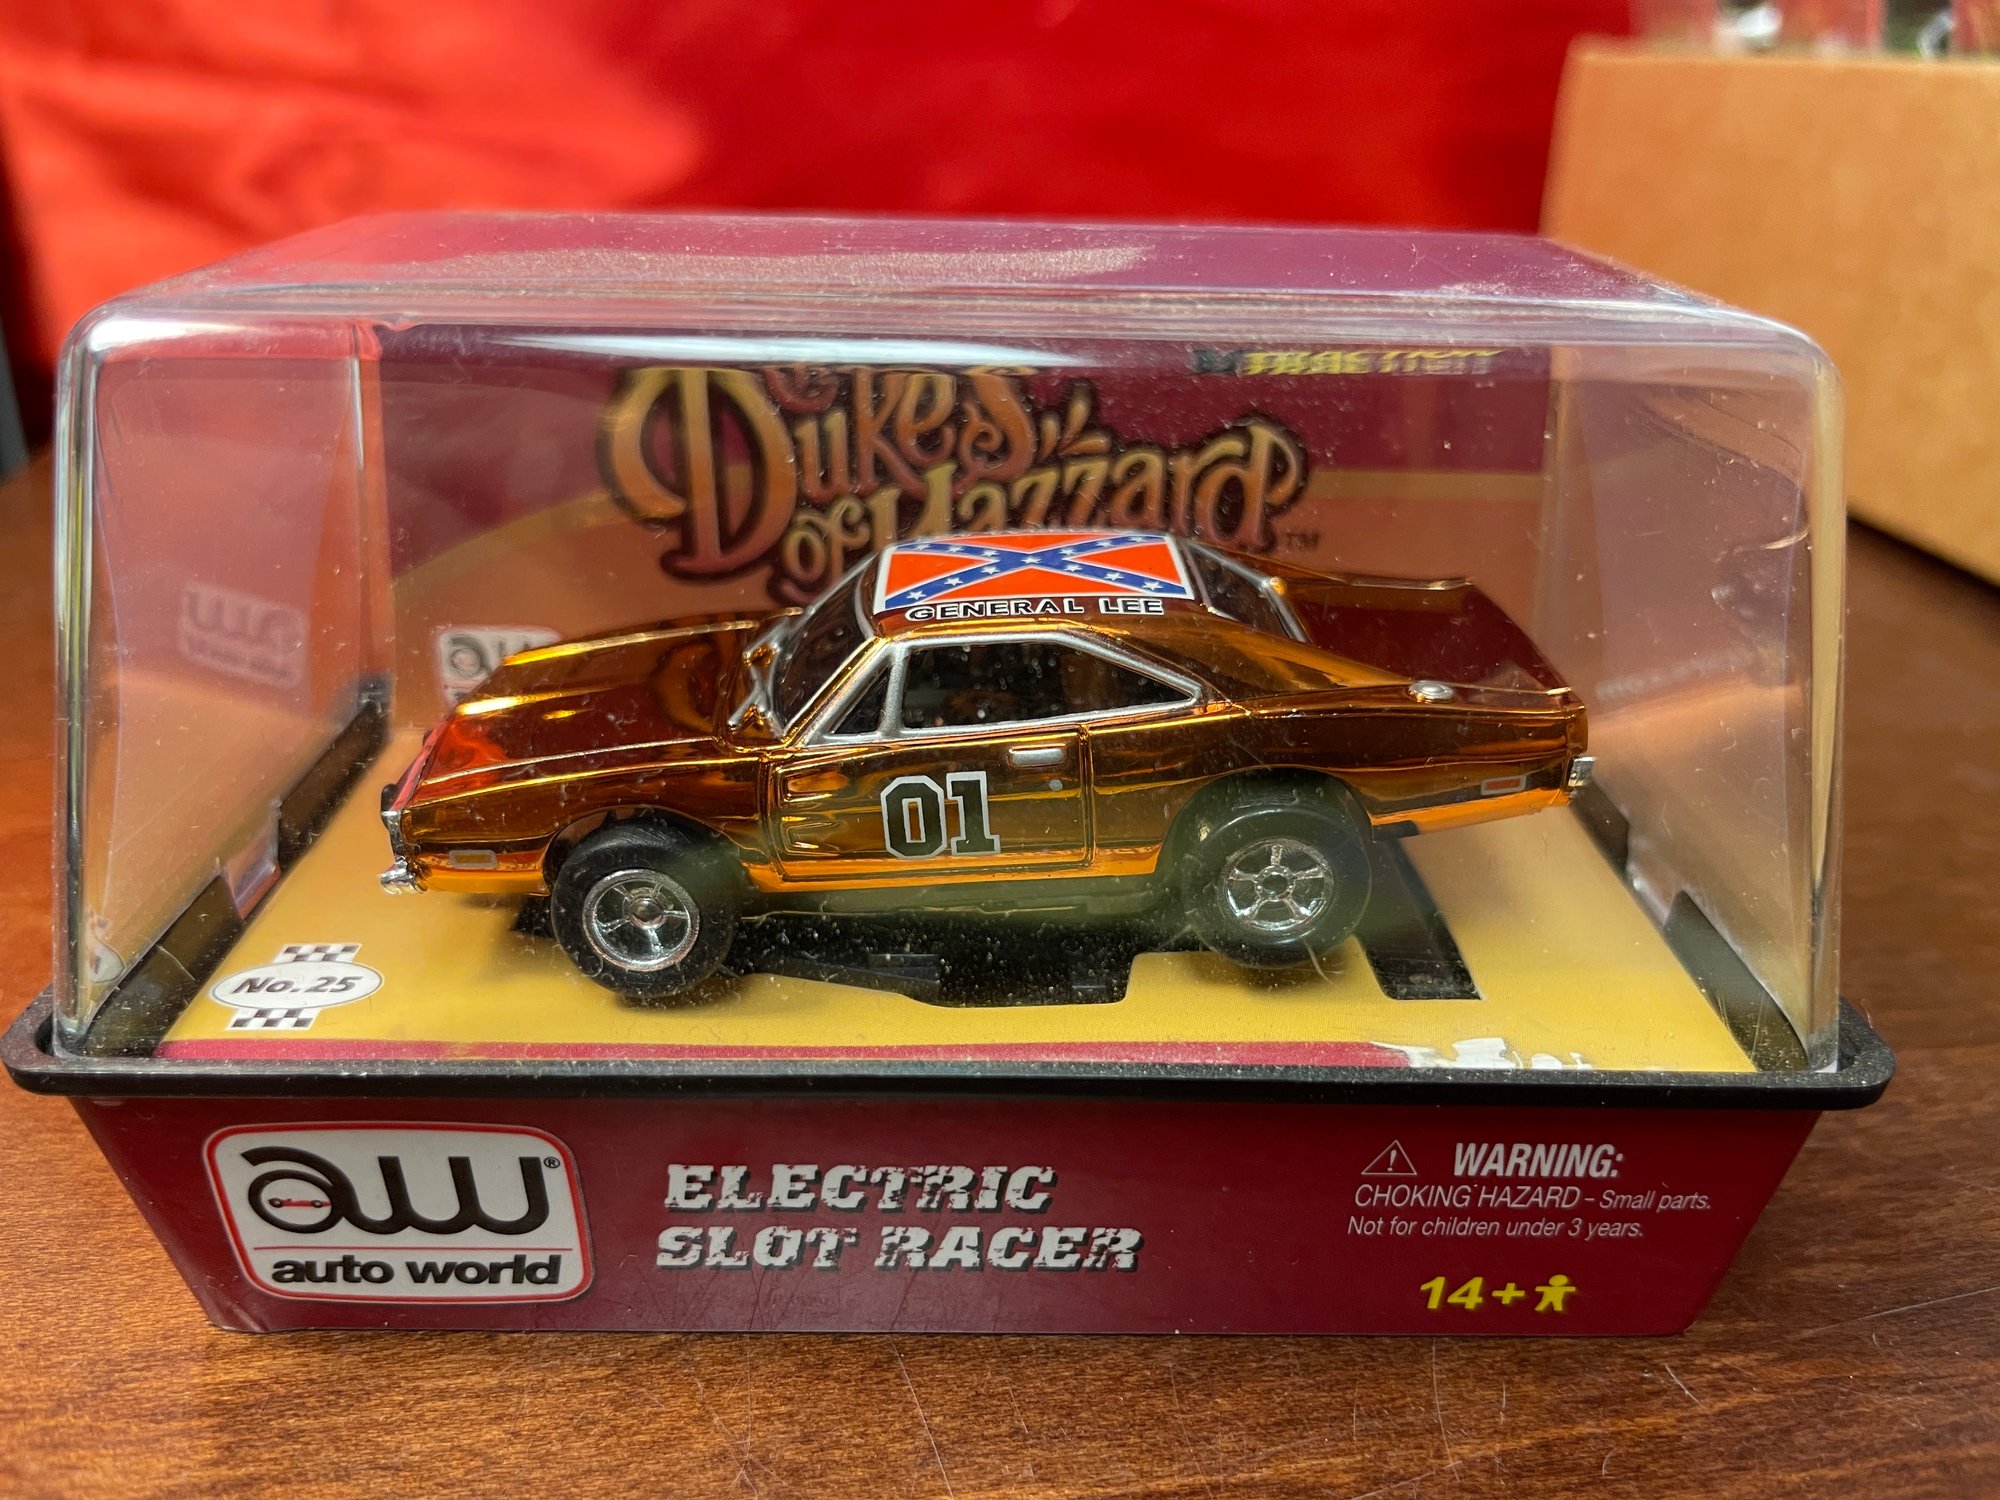 Dukes
of Hazzard™
GENERAL LEE
01
No. 25
aw®
auto world
ELECTRIC
SLOT RACER
WARNING:
CHOKING HAZARD – Small parts.
Not for children under 3 years.
14+